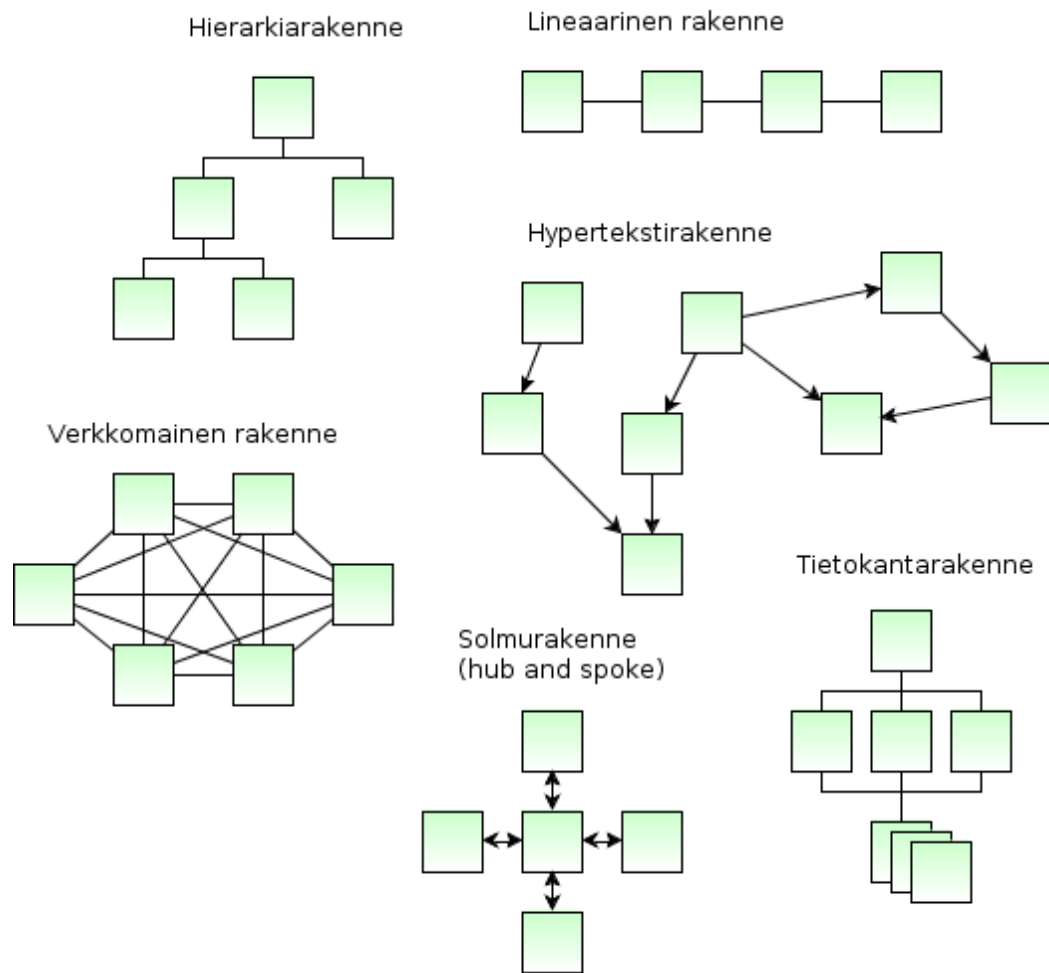 Hierarkiarakenne
Lineaarinen rakenne
Hypertekstirakenne
Verkkomainen rakenne
Tietokantarakenne
Solmurakenne
(hub and spoke)